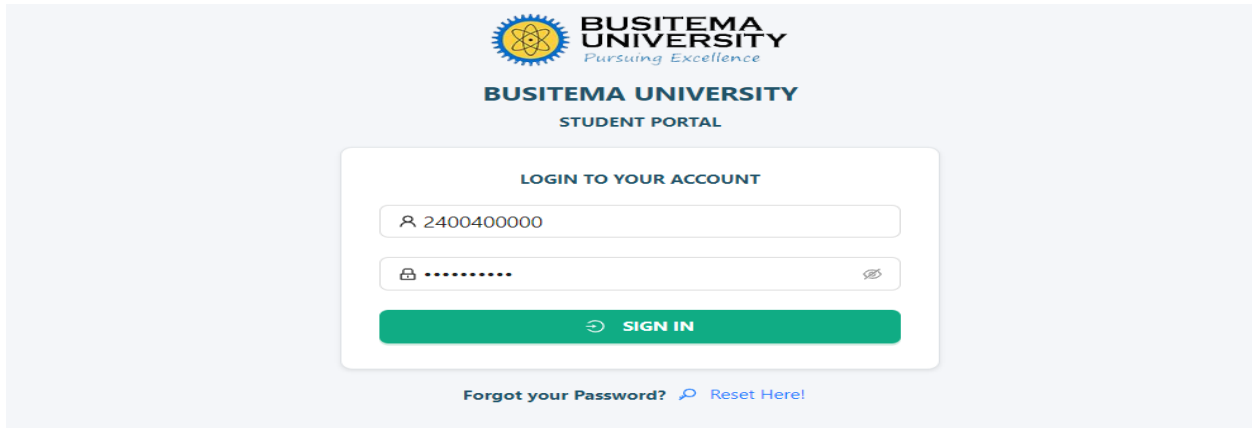 BUSITEMA
UNIVERSITY
Pursuing Excellence
BUSITEMA UNIVERSITY
STUDENT PORTAL
LOGIN TO YOUR ACCOUNT
2400400000
••••••••••
SIGN IN
Forgot your Password? Reset Here!